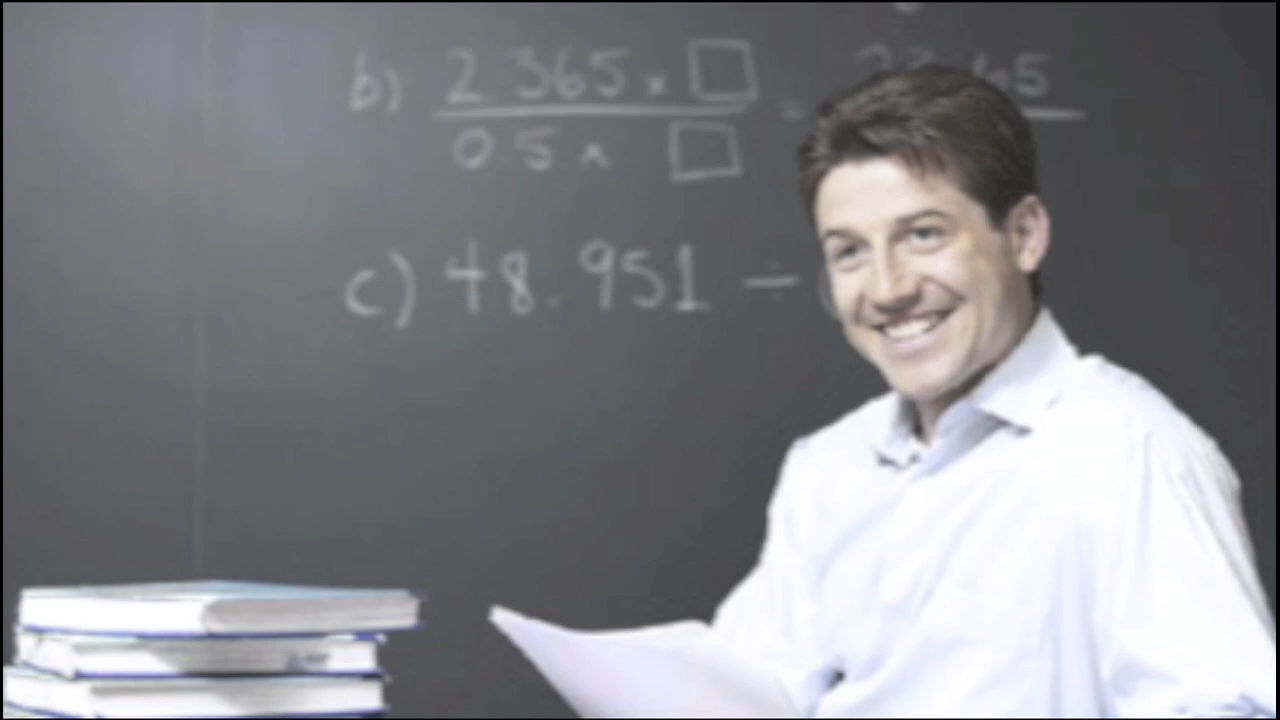 b) 2 365 x □ =
0 5 x □
c) 48.951 ÷